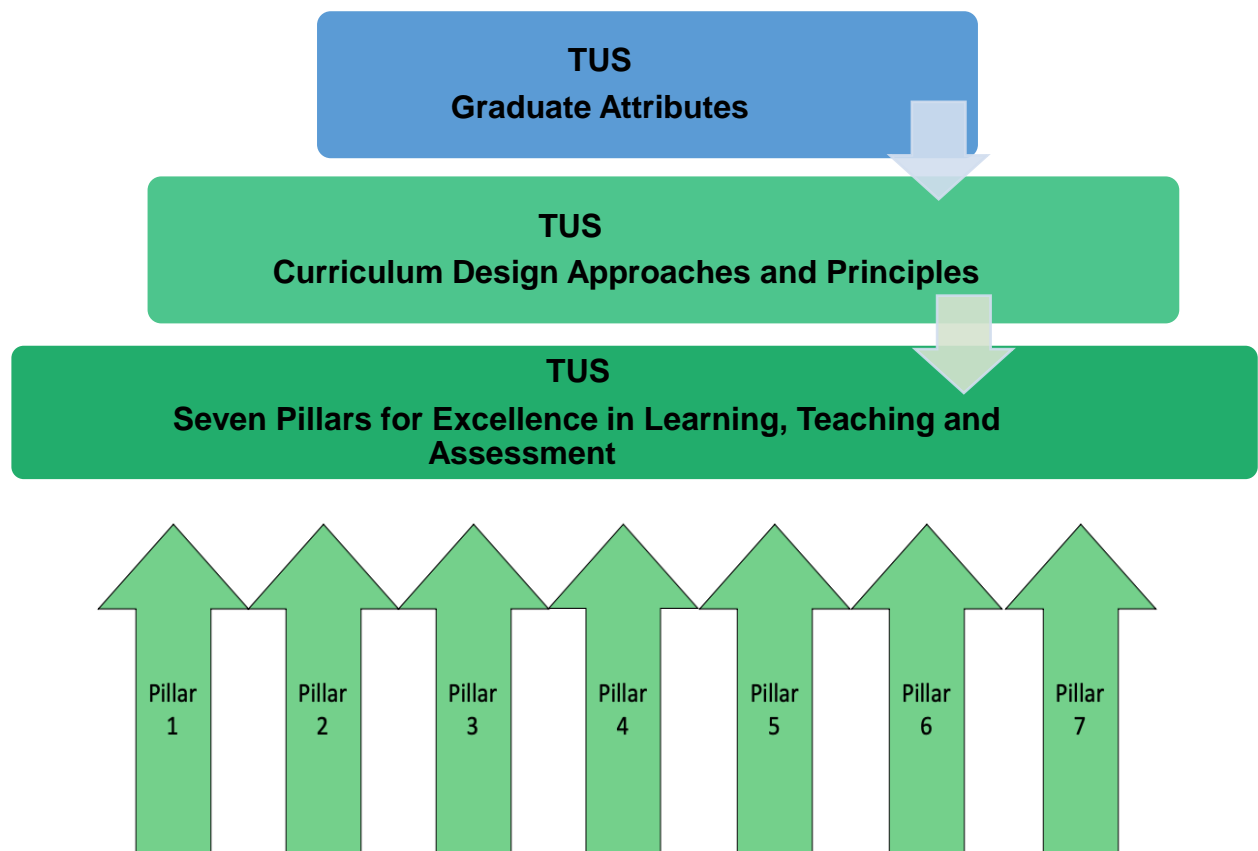 TUS
Graduate Attributes
TUS
Curriculum Design Approaches and Principles
TUS
Seven Pillars for Excellence in Learning, Teaching and
Assessment
Pillar
1
Pillar
2
Pillar
3
Pillar
4
Pillar
5
Pillar
6
Pillar
7